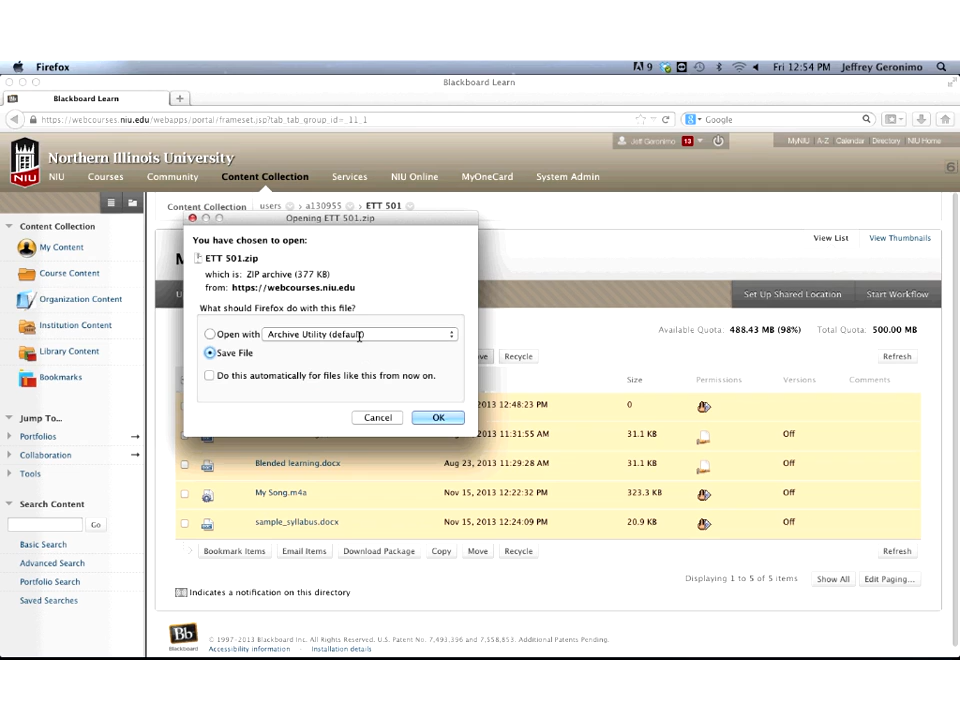 Firefox
9
Fri 12:54 PM Jeffrey Geronimo
Blackboard Learn
Blackboard Learn
+
https://webcourses.niu.edu/webapps/portal/frameset.jsp?tab_tab_group_id=_11_1
Google
Northern Illinois University
Jeff Geronimo 13
MyNIU A-Z Calendar Directory NIU Home
NIU
NIU Courses Community Content Collection Services NIU Online MyOneCard System Admin
Content Collection users a130955 ETT 501
Content Collection
My Content
Course Content
Organization Content
Institution Content
Library Content
Bookmarks
Jump To...
Portfolios
Collaboration
Tools
Search Content
Go
Basic Search
Advanced Search
Portfolio Search
Saved Searches
Opening ETT 501.zip
You have chosen to open:
ETT 501.zip
which is: ZIP archive (377 KB)
from: https://webcourses.niu.edu
What should Firefox do with this file?
Open with Archive Utility (default)
Save File
Do this automatically for files like this from now on.
Cancel OK
View List View Thumbnails
Set Up Shared Location Start Workflow
Available Quota: 488.43 MB (98%) Total Quota: 500.00 MB
Recycle Refresh
Size Permissions Versions Comments
2013 12:48:23 PM 0
2013 11:31:55 AM 31.1 KB Off
Blended learning.docx Aug 23, 2013 11:29:28 AM 31.1 KB Off
My Song.m4a Nov 15, 2013 12:22:32 PM 323.3 KB Off
sample_syllabus.docx Nov 15, 2013 12:24:09 PM 20.9 KB Off
Bookmark Items Email Items Download Package Copy Move Recycle Refresh
Displaying 1 to 5 of 5 items Show All Edit Paging...
Indicates a notification on this directory
Bb
Blackboard
© 1997-2013 Blackboard Inc. All Rights Reserved. U.S. Patent No. 7,493,396 and 7,558,853. Additional Patents Pending.
Accessibility information · Installation details